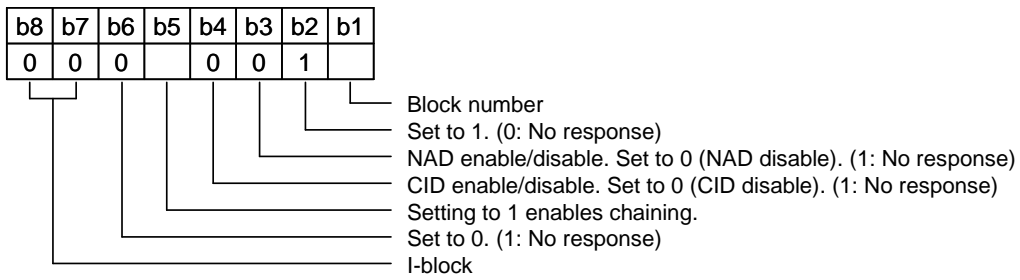 b8 b7 b6 b5 b4 b3 b2 b1
0 0 0 0 0 1
Block number
Set to 1. (0: No response)
NAD enable/disable. Set to 0 (NAD disable). (1: No response)
CID enable/disable. Set to 0 (CID disable). (1: No response)
Setting to 1 enables chaining.
Set to 0. (1: No response)
I-block